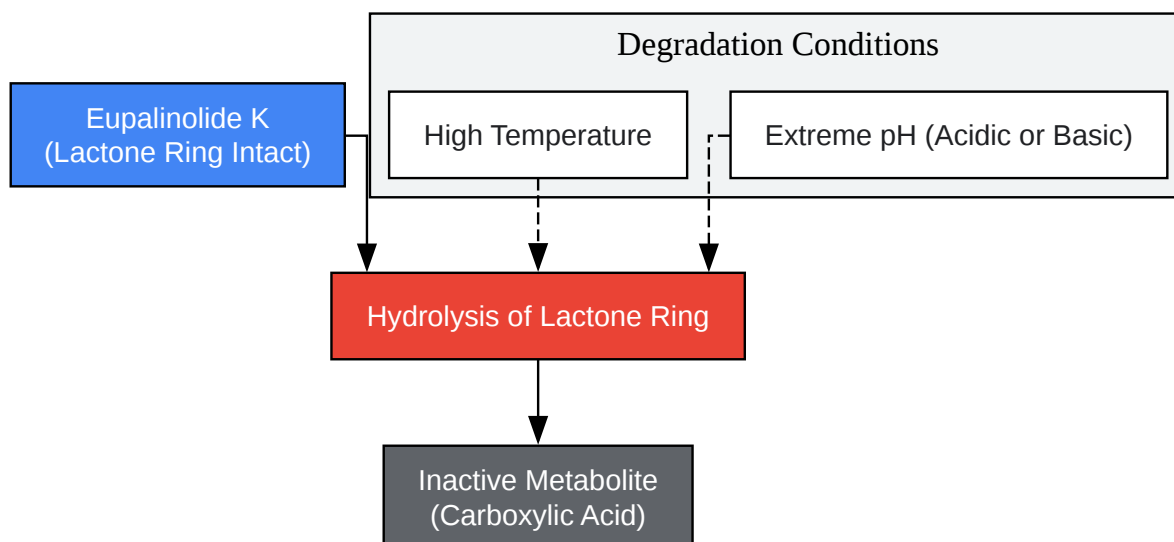 Degradation Conditions
Eupalinolide K
(Lactone Ring Intact)
High Temperature
Extreme pH (Acidic or Basic)
Hydrolysis of Lactone Ring
Inactive Metabolite
(Carboxylic Acid)